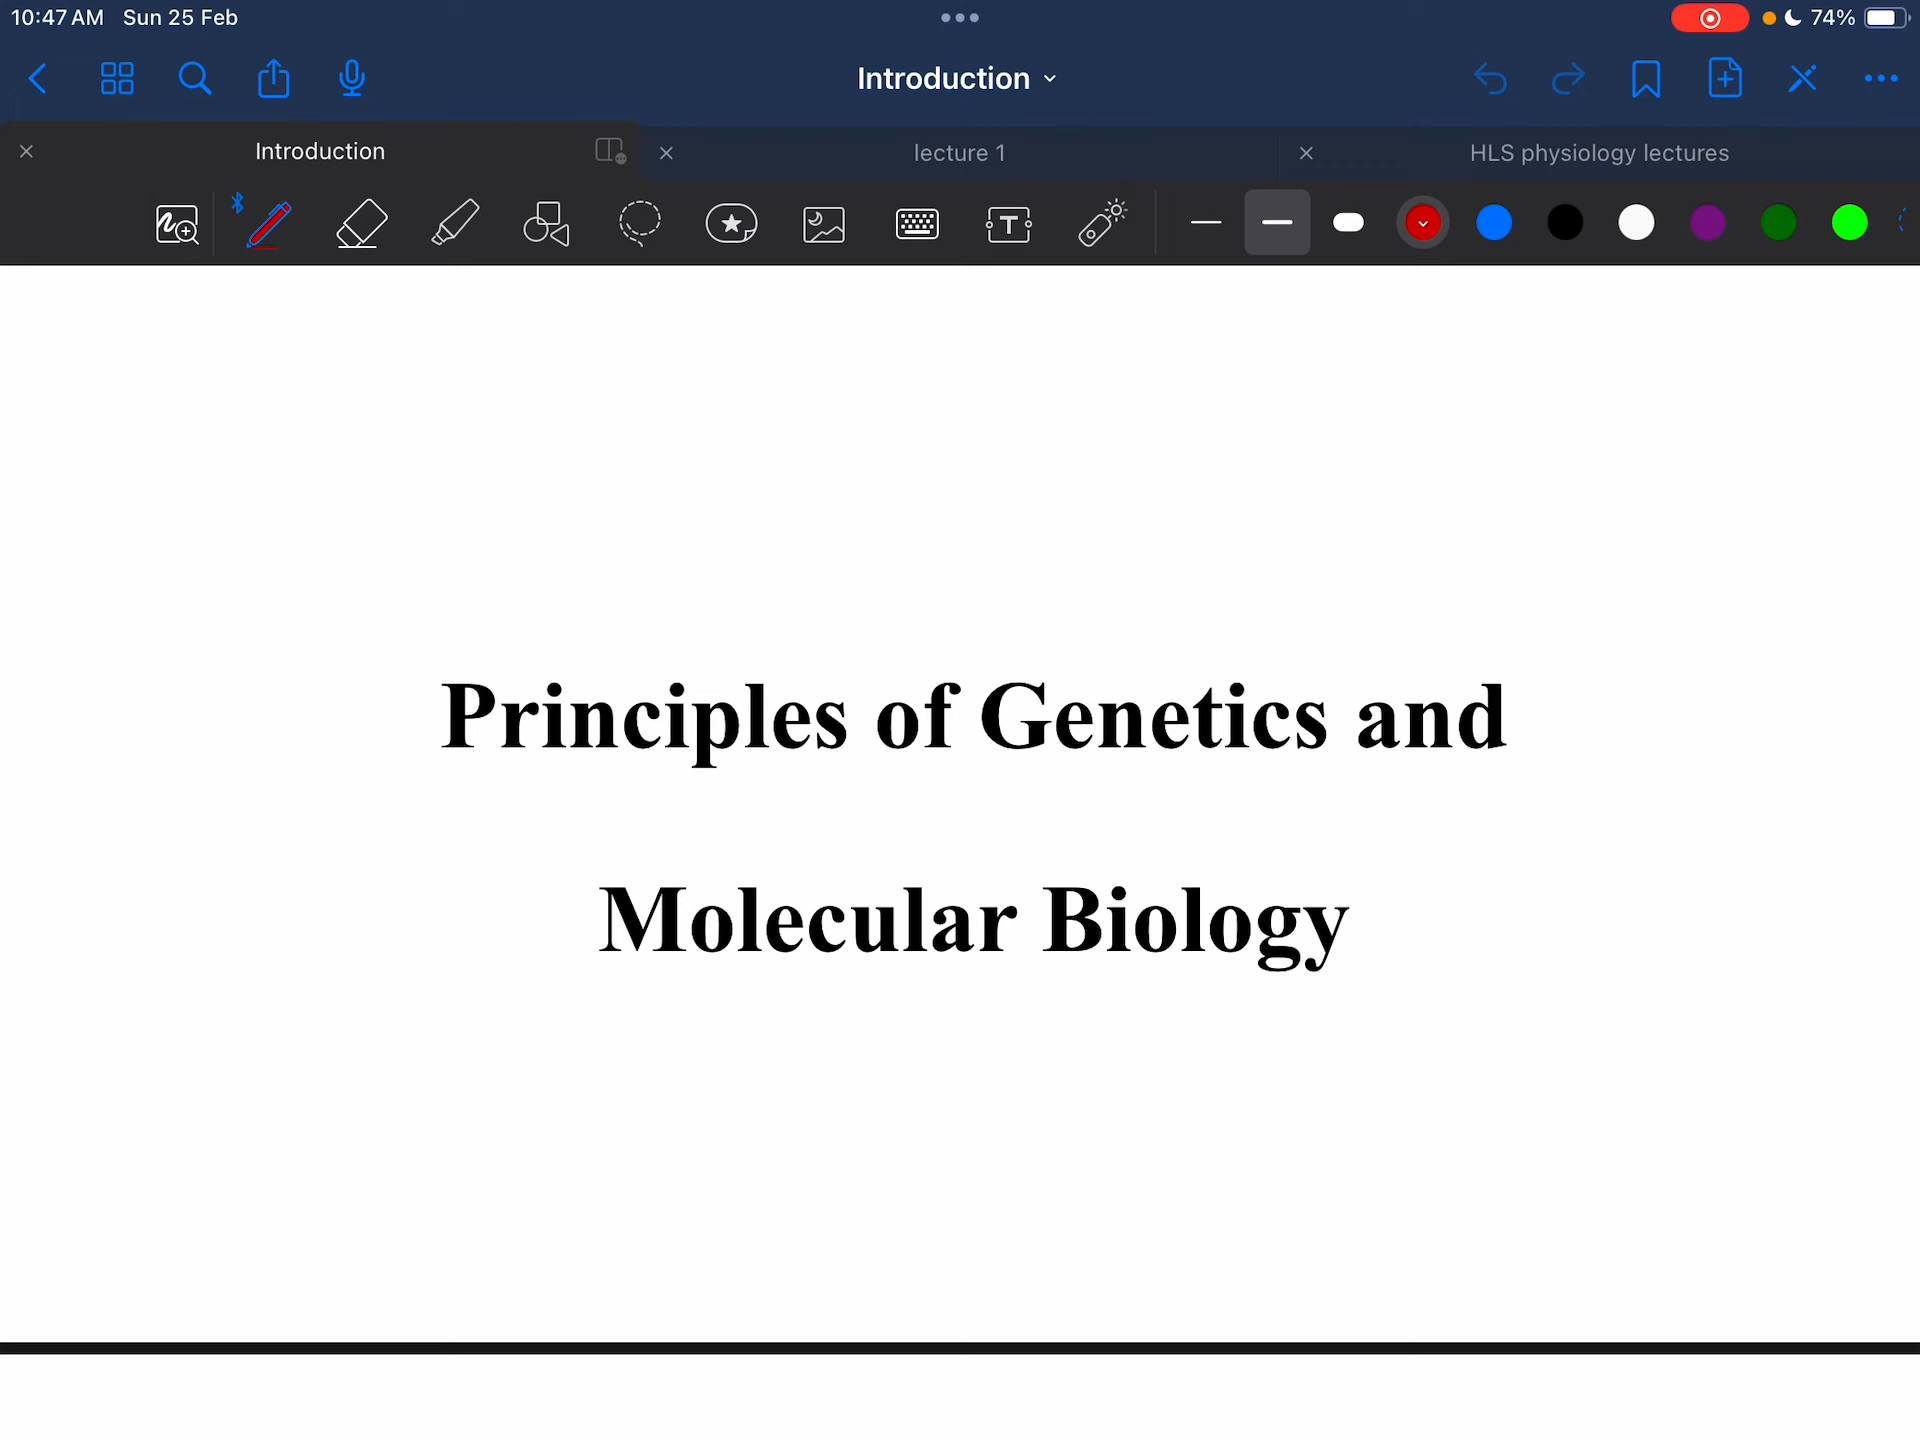 10:47 AM Sun 25 Feb
74%
Introduction
Introduction
lecture 1
HLS physiology lectures
T
Principles of Genetics and
Molecular Biology